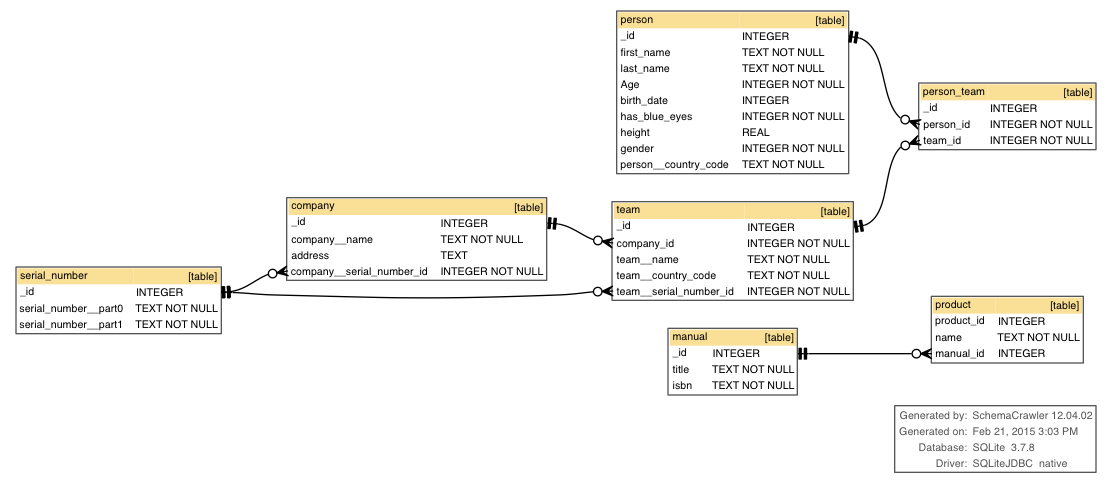 person [table]
_id INTEGER
first_name TEXT NOT NULL
last_name TEXT NOT NULL
Age INTEGER NOT NULL
birth_date INTEGER
has_blue_eyes INTEGER NOT NULL
height REAL
gender INTEGER NOT NULL
person__country_code TEXT NOT NULL
person_team [table]
_id INTEGER
person_id INTEGER NOT NULL
team_id INTEGER NOT NULL
company [table]
_id INTEGER
company__name TEXT NOT NULL
address TEXT
company__serial_number_id INTEGER NOT NULL
team [table]
_id INTEGER
company_id INTEGER NOT NULL
team__name TEXT NOT NULL
team__country_code TEXT NOT NULL
team__serial_number_id INTEGER NOT NULL
serial_number [table]
_id INTEGER
serial_number__part0 TEXT NOT NULL
serial_number__part1 TEXT NOT NULL
manual [table]
_id INTEGER
title TEXT NOT NULL
isbn TEXT NOT NULL
product [table]
product_id INTEGER
name TEXT NOT NULL
manual_id INTEGER
Generated by: SchemaCrawler 12.04.02
Generated on: Feb 21, 2015 3:03 PM
Database: SQLite 3.7.8
Driver: SQLiteJDBC native